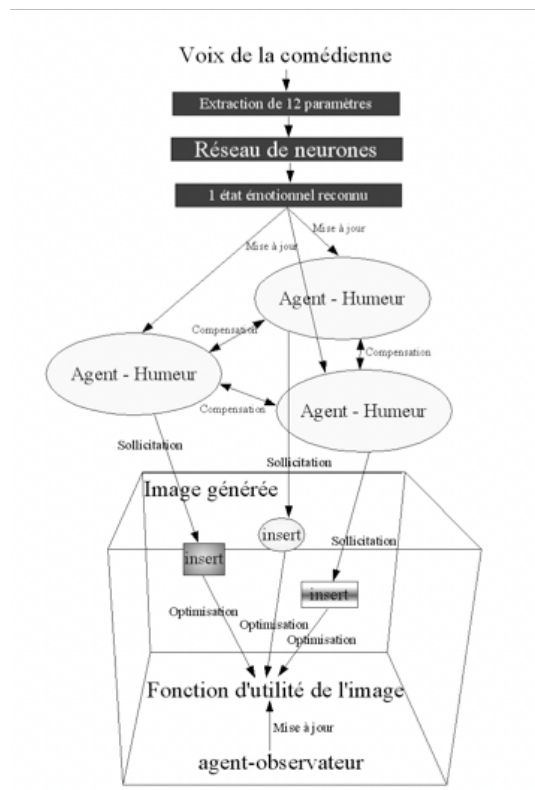 Voix de la comédienne
Extraction de 12 paramètres
Réseau de neurones
1 état émotionnel reconnu
Mise à jour
Mise à jour
Agent - Humeur
Compensation
Compensation
Agent - Humeur
Compensation
Agent - Humeur
Sollicitation
Sollicitation
Image générée
insert
Sollicitation
insert
insert
Optimisation
Optimisation
Optimisation
Fonction d'utilité de l'image
Mise à jour
agent-observateur